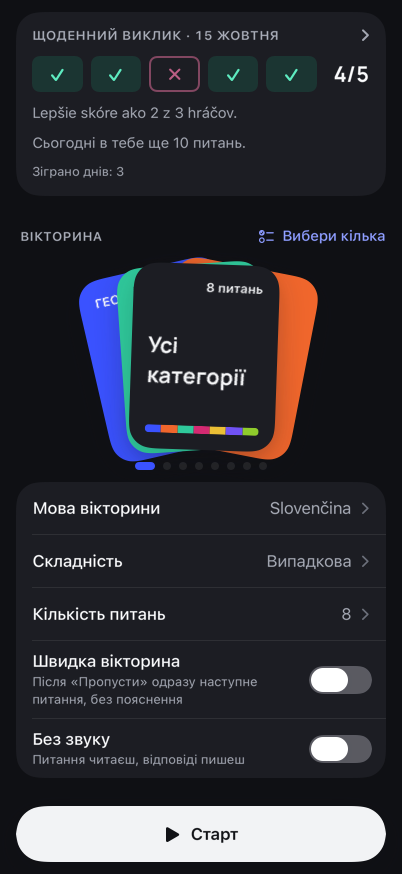 ЩОДЕННИЙ ВИКЛИК · 15 ЖОВТНЯ
4/5
Lepšie skóre ako 2 z 3 hráčov.
Сьогодні в тебе ще 10 питань.
Зіграно днів: 3
ВІКТОРИНА
Вибери кілька
8 питань
Усі
категорії
Мова вікторини
Slovenčina
Складність
Випадкова
Кількість питань
8
Швидка вікторина
Після «Пропусти» одразу наступне
питання, без пояснення
Без звуку
Питання читаєш, відповіді пишеш
Старт